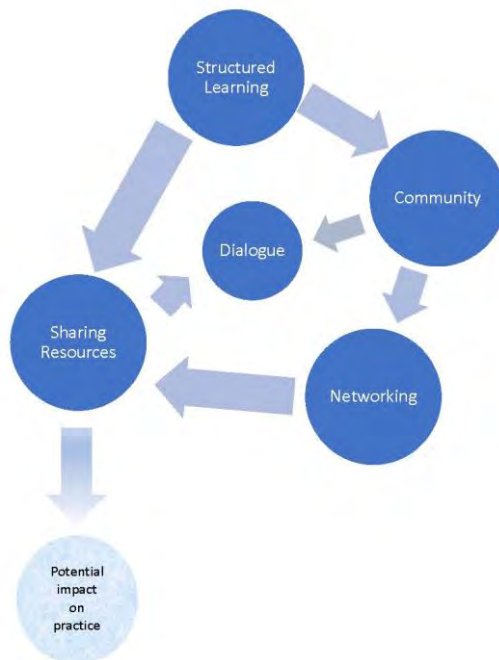 Structured
Learning
Community
Dialogue
Sharing
Resources
Networking
Potential
impact
on
practice